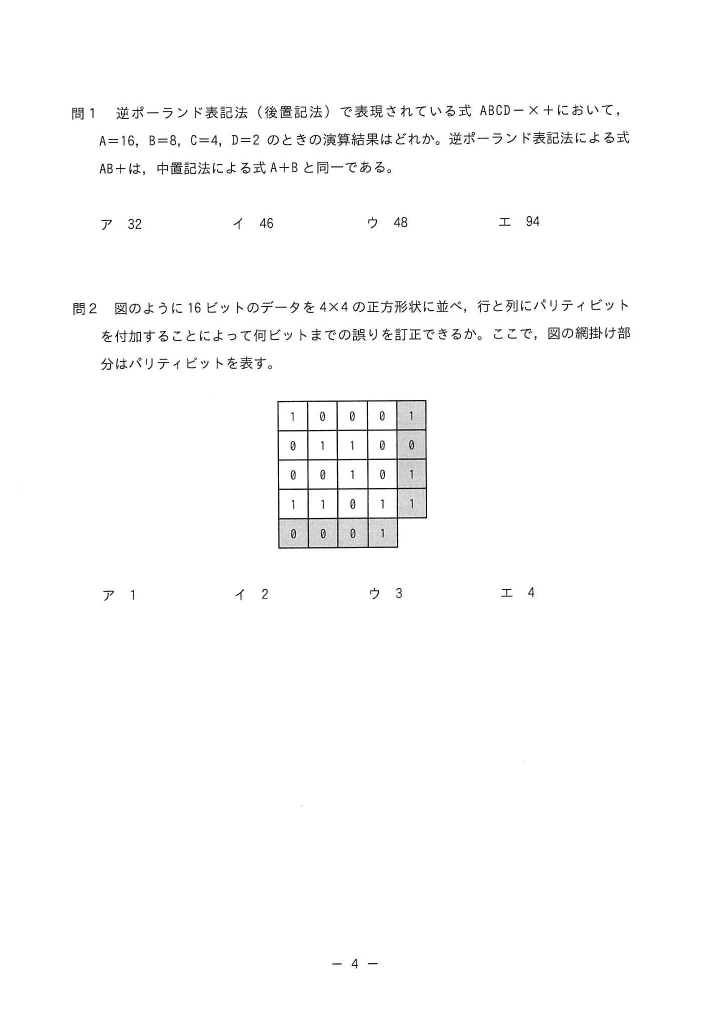 問1 逆ポーランド表記法（後置記法）で表現されている式 ABCD－×＋において，
A＝16，B＝8，C＝4，D＝2 のときの演算結果はどれか。逆ポーランド表記法による式
AB＋は，中置記法による式 A＋B と同一である。
ア 32 イ 46 ウ 48 エ 94
問2 図のように 16 ビットのデータを 4×4 の正方形状に並べ，行と列にパリティビット
を付加することによって何ビットまでの誤りを訂正できるか。ここで，図の網掛け部
分はパリティビットを表す。
1 0 0 0 1
0 1 1 0 0
0 0 1 0 1
1 1 0 1 1
0 0 0 1
ア 1 イ 2 ウ 3 エ 4
－ 4 －